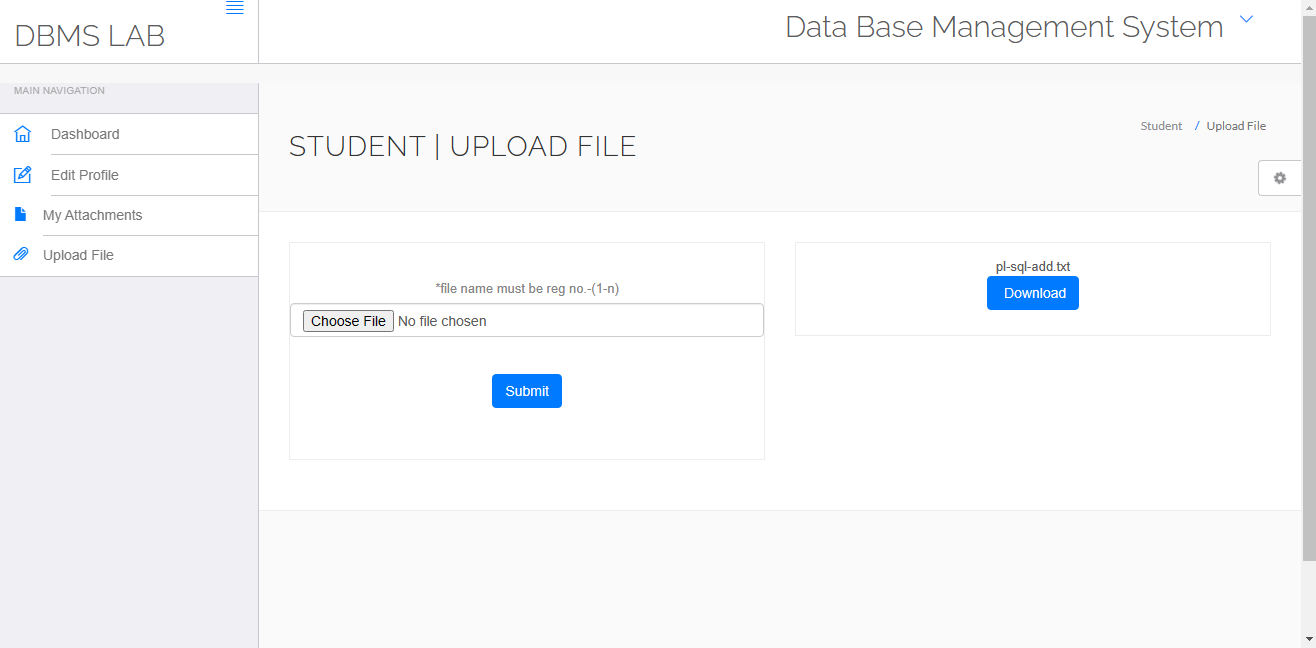 DBMS LAB
Data Base Management System
MAIN NAVIGATION
Dashboard
Edit Profile
My Attachments
Upload File
Student / Upload File
STUDENT | UPLOAD FILE
*file name must be reg no.-(1-n)
Choose File No file chosen
Submit
pl-sql-add.txt
Download